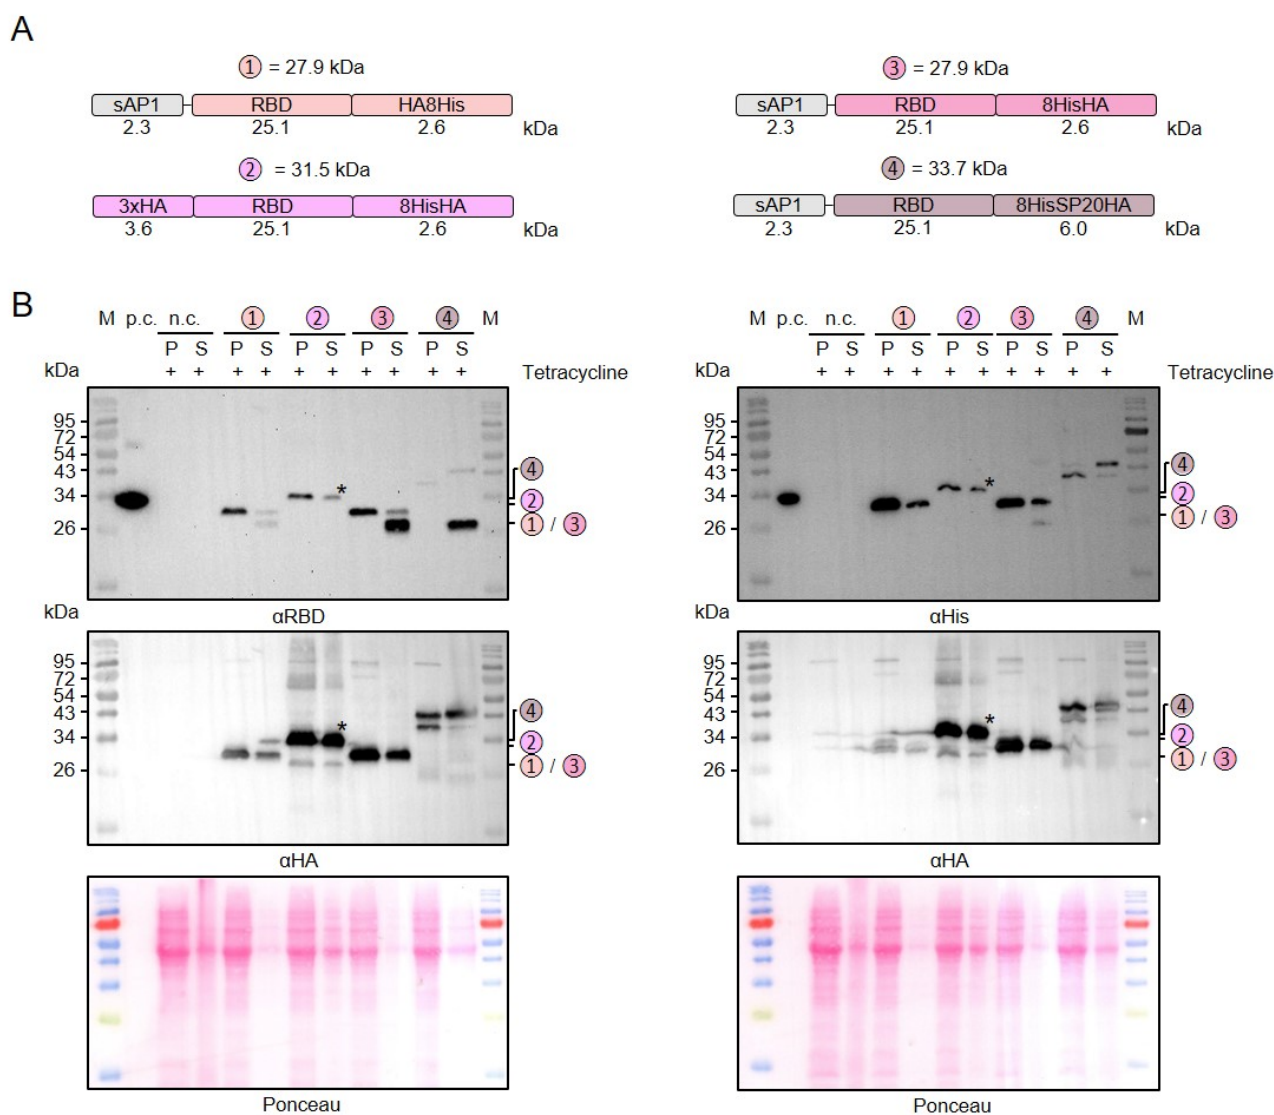 A
1 = 27.9 kDa
sAP1 RBD HA8His
2.3 25.1 2.6 kDa
2 = 31.5 kDa
3xHA RBD 8HisHA
3.6 25.1 2.6 kDa
3 = 27.9 kDa
sAP1 RBD 8HisHA
2.3 25.1 2.6 kDa
4 = 33.7 kDa
sAP1 RBD 8HisSP20HA
2.3 25.1 6.0 kDa
B
M p.c. n.c. 1 2 3 4 M
P S P S P S P S P S
kDa + + + + + + + + + + Tetracycline
95
72
54
43 4
34 2
26 1 / 3
αRBD
kDa
95
72
54
43 4
34 2
26 1 / 3
*
*
αHA
Ponceau
M p.c. n.c. 1 2 3 4 M
P S P S P S P S P S
kDa + + + + + + + + + + Tetracycline
95
72
54
43 4
34 2
26 1 / 3
αHis
kDa
95
72
54
43 4
34 2
26 1 / 3
*
*
αHA
Ponceau